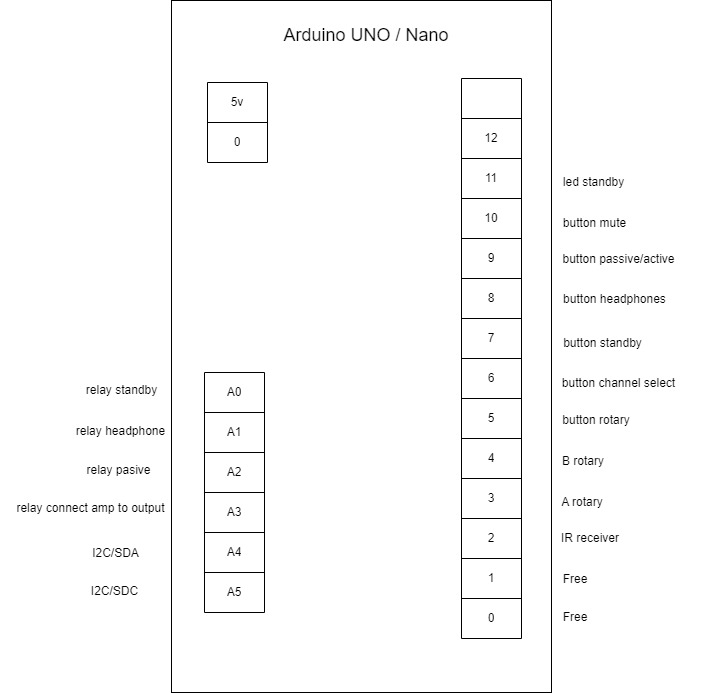 Arduino UNO / Nano
5v
0
12
11
led standby
10
button mute
9
button passive/active
8
button headphones
7
button standby
6
button channel select
5
button rotary
4
B rotary
3
A rotary
2
IR receiver
1
Free
0
Free
relay standby
A0
relay headphone
A1
relay pasive
A2
relay connect amp to output
A3
I2C/SDA
A4
I2C/SDC
A5